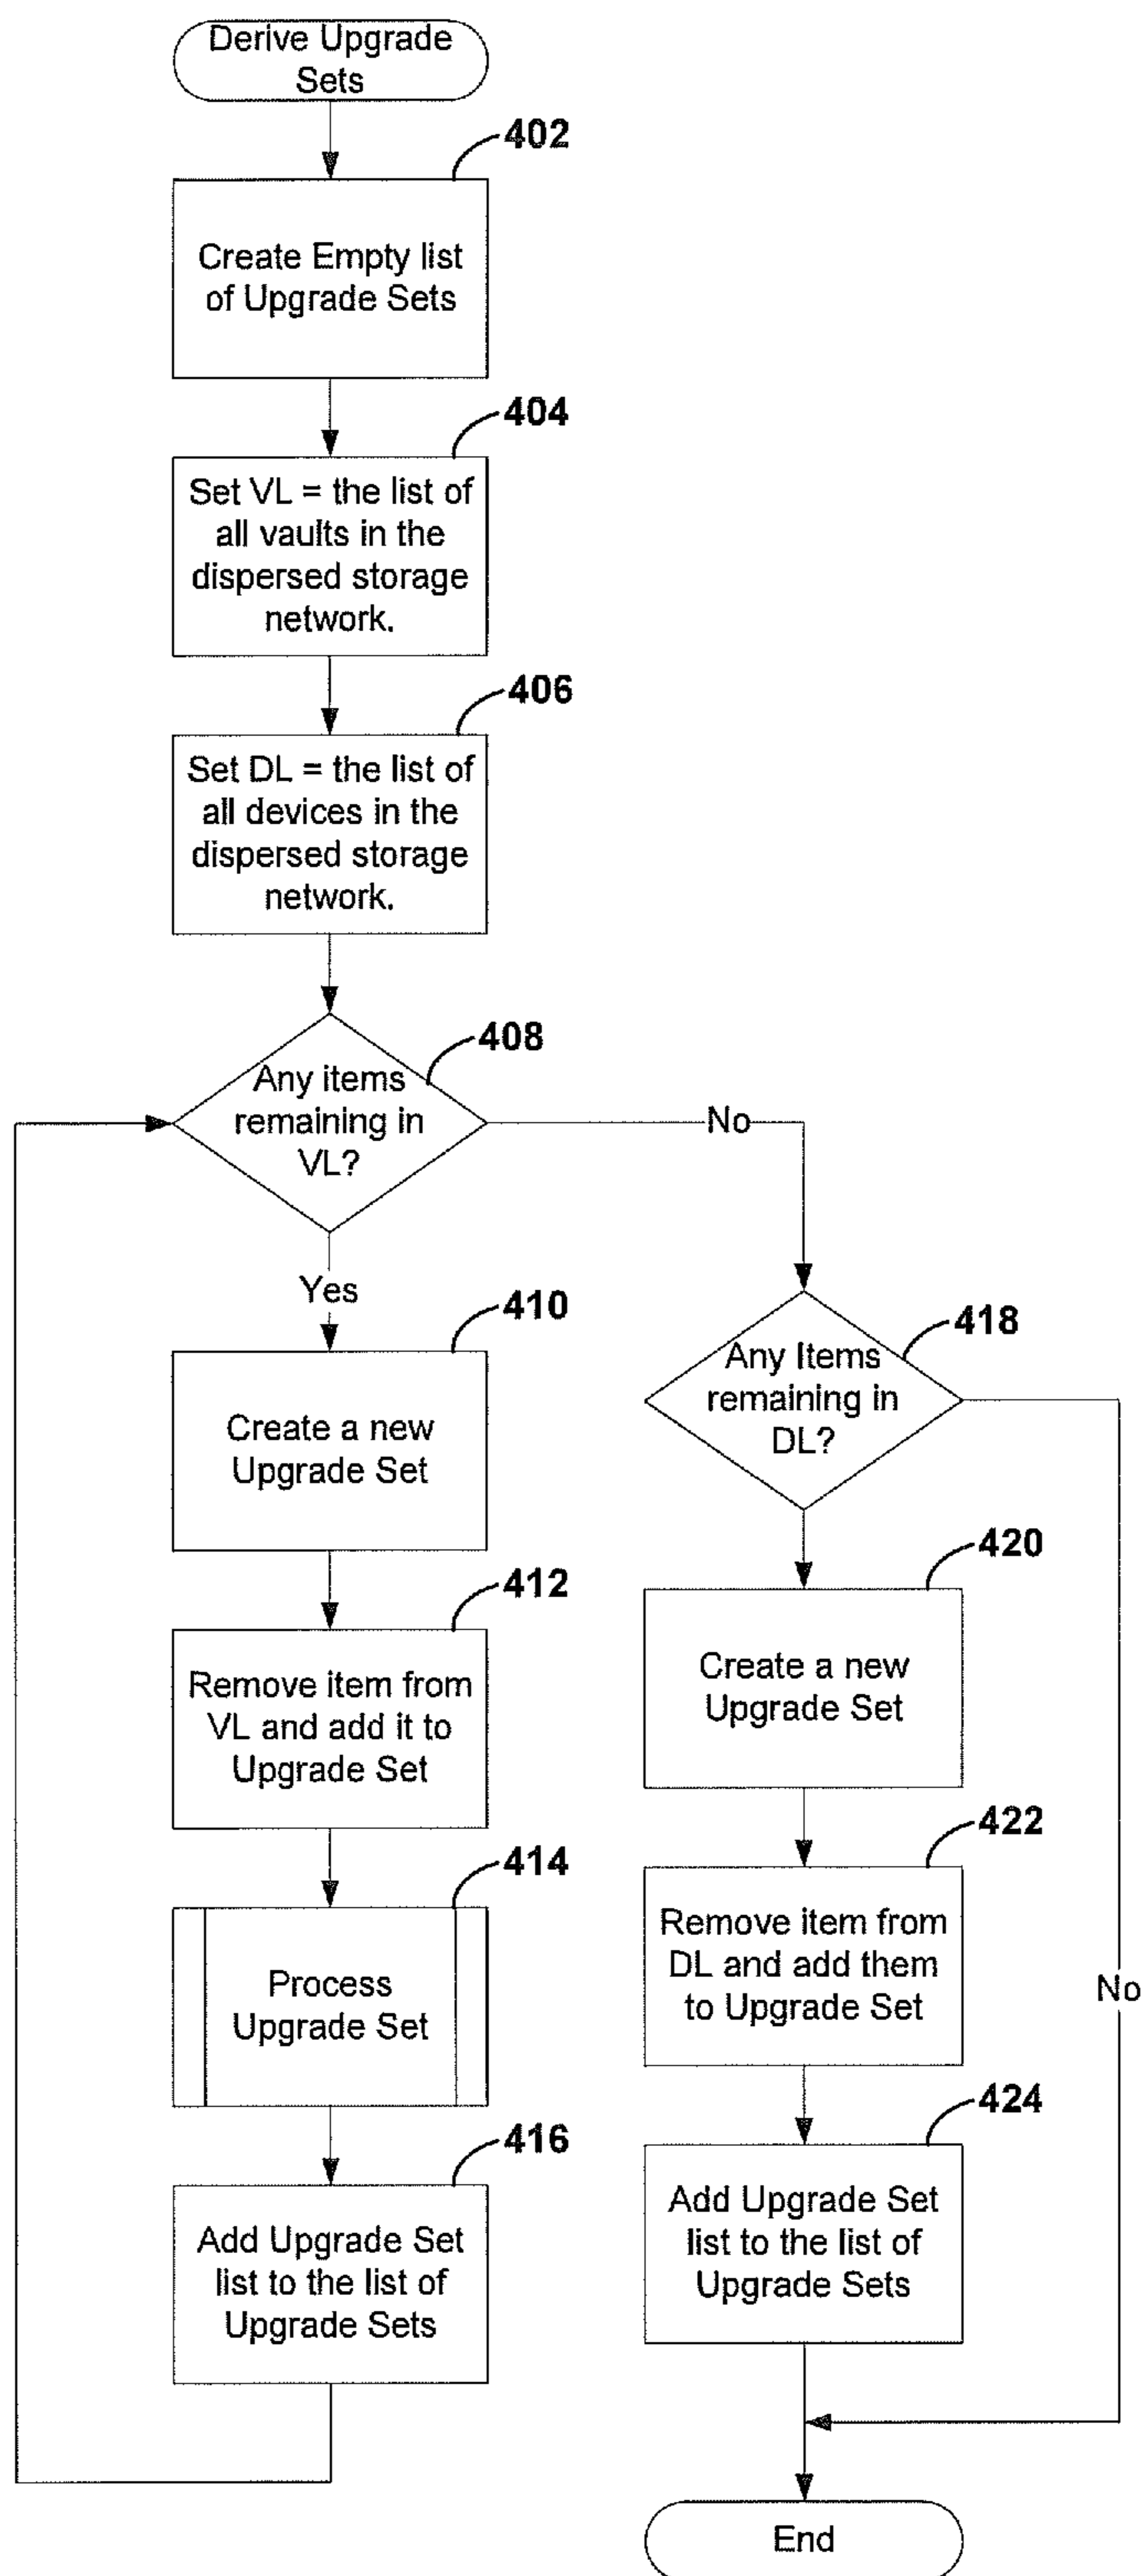 Derive Upgrade
Sets
402
Create Empty list
of Upgrade Sets
404
Set VL = the list of
all vaults in the
dispersed storage
network.
406
Set DL = the list of
all devices in the
dispersed storage
network.
408
Any items
remaining in
VL?
No
Yes
410
Create a new
Upgrade Set
412
Remove item from
VL and add it to
Upgrade Set
414
Process
Upgrade Set
416
Add Upgrade Set
list to the list of
Upgrade Sets
418
Any Items
remaining in
DL?
No
420
Create a new
Upgrade Set
422
Remove item from
DL and add them
to Upgrade Set
424
Add Upgrade Set
list to the list of
Upgrade Sets
End